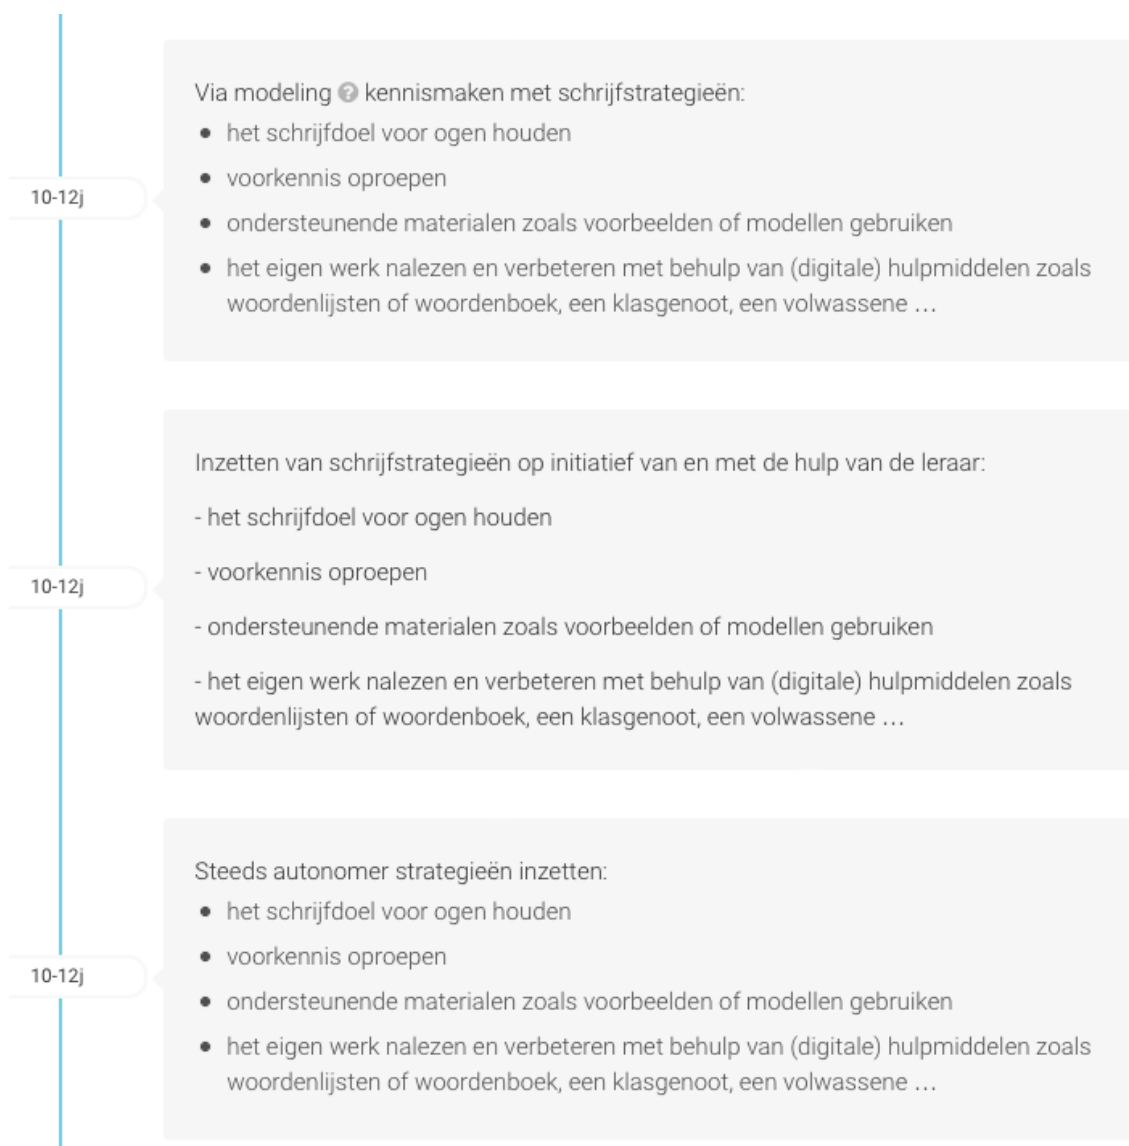 Via modeling ? kennismaken met schrijfstrategieën:
• het schrijfdoel voor ogen houden
• voorkennis oproepen
10-12j
• ondersteunende materialen zoals voorbeelden of modellen gebruiken
• het eigen werk nalezen en verbeteren met behulp van (digitale) hulpmiddelen zoals
woordenlijsten of woordenboek, een klasgenoot, een volwassene …
Inzetten van schrijfstrategieën op initiatief van en met de hulp van de leraar:
- het schrijfdoel voor ogen houden
- voorkennis oproepen
10-12j
- ondersteunende materialen zoals voorbeelden of modellen gebruiken
- het eigen werk nalezen en verbeteren met behulp van (digitale) hulpmiddelen zoals
woordenlijsten of woordenboek, een klasgenoot, een volwassene …
Steeds autonomer strategieën inzetten:
• het schrijfdoel voor ogen houden
• voorkennis oproepen
10-12j
• ondersteunende materialen zoals voorbeelden of modellen gebruiken
• het eigen werk nalezen en verbeteren met behulp van (digitale) hulpmiddelen zoals
woordenlijsten of woordenboek, een klasgenoot, een volwassene …